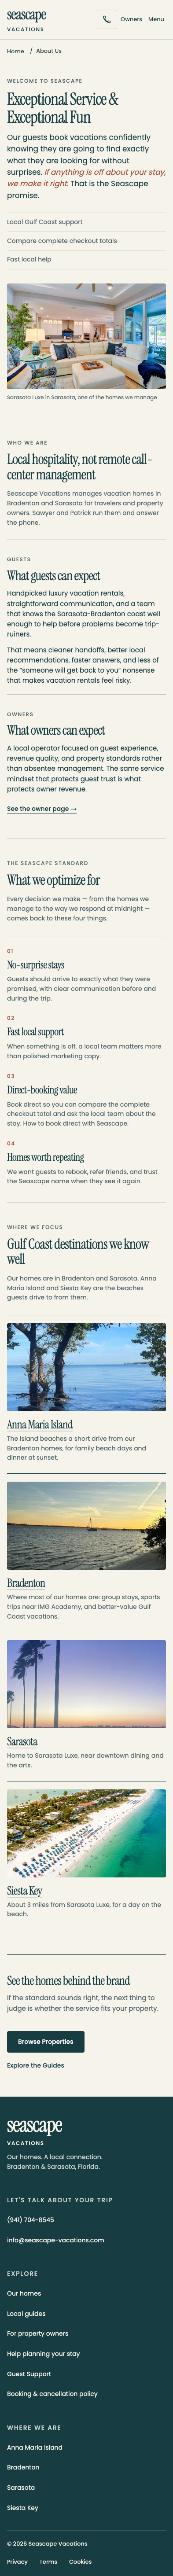 seascape
VACATIONS
Owners Menu
Home / About Us
WELCOME TO SEASCAPE
Exceptional Service &
Exceptional Fun
Our guests book vacations confidently
knowing they are going to find exactly
what they are looking for without
surprises. If anything is off about your stay,
we make it right. That is the Seascape
promise.
Local Gulf Coast support
Compare complete checkout totals
Fast local help
Sarasota Luxe in Sarasota, one of the homes we manage
WHO WE ARE
Local hospitality, not remote call-
center management
Seascape Vacations manages vacation homes in
Bradenton and Sarasota for travelers and property
owners. Sawyer and Patrick run them and answer
the phone.
GUESTS
What guests can expect
Handpicked luxury vacation rentals,
straightforward communication, and a team
that knows the Sarasota-Bradenton coast well
enough to help before problems become trip-
ruiners.
That means cleaner handoffs, better local
recommendations, faster answers, and less of
the “someone will get back to you” nonsense
that makes vacation rentals feel risky.
OWNERS
What owners can expect
A local operator focused on guest experience,
revenue quality, and property standards rather
than absentee management. The same service
mindset that protects guest trust is what
protects owner revenue.
See the owner page →
THE SEASCAPE STANDARD
What we optimize for
Every decision we make — from the homes we
manage to the way we respond at midnight —
comes back to these four things.
01
No-surprise stays
Guests should arrive to exactly what they were
promised, with clear communication before and
during the trip.
02
Fast local support
When something is off, a local team matters more
than polished marketing copy.
03
Direct-booking value
Book direct so you can compare the complete
checkout total and ask the local team about the
stay. How to book direct with Seascape.
04
Homes worth repeating
We want guests to rebook, refer friends, and trust
the Seascape name when they see it again.
WHERE WE FOCUS
Gulf Coast destinations we know
well
Our homes are in Bradenton and Sarasota. Anna
Maria Island and Siesta Key are the beaches
guests drive to from them.
Anna Maria Island
The island beaches a short drive from our
Bradenton homes, for family beach days and
dinner at sunset.
Bradenton
Where most of our homes are: group stays, sports
trips near IMG Academy, and better-value Gulf
Coast vacations.
Sarasota
Home to Sarasota Luxe, near downtown dining and
the arts.
Siesta Key
About 3 miles from Sarasota Luxe, for a day on the
beach.
See the homes behind the brand
If the standard sounds right, the next thing to
judge is whether the service fits your property.
Browse Properties
Explore the Guides
seascape
VACATIONS
Our homes. A local connection.
Bradenton & Sarasota, Florida.
LET'S TALK ABOUT YOUR TRIP
(941) 704-8545
info@seascape-vacations.com
EXPLORE
Our homes
Local guides
For property owners
Help planning your stay
Guest Support
Booking & cancellation policy
WHERE WE ARE
Anna Maria Island
Bradenton
Sarasota
Siesta Key
© 2026 Seascape Vacations
Privacy Terms Cookies